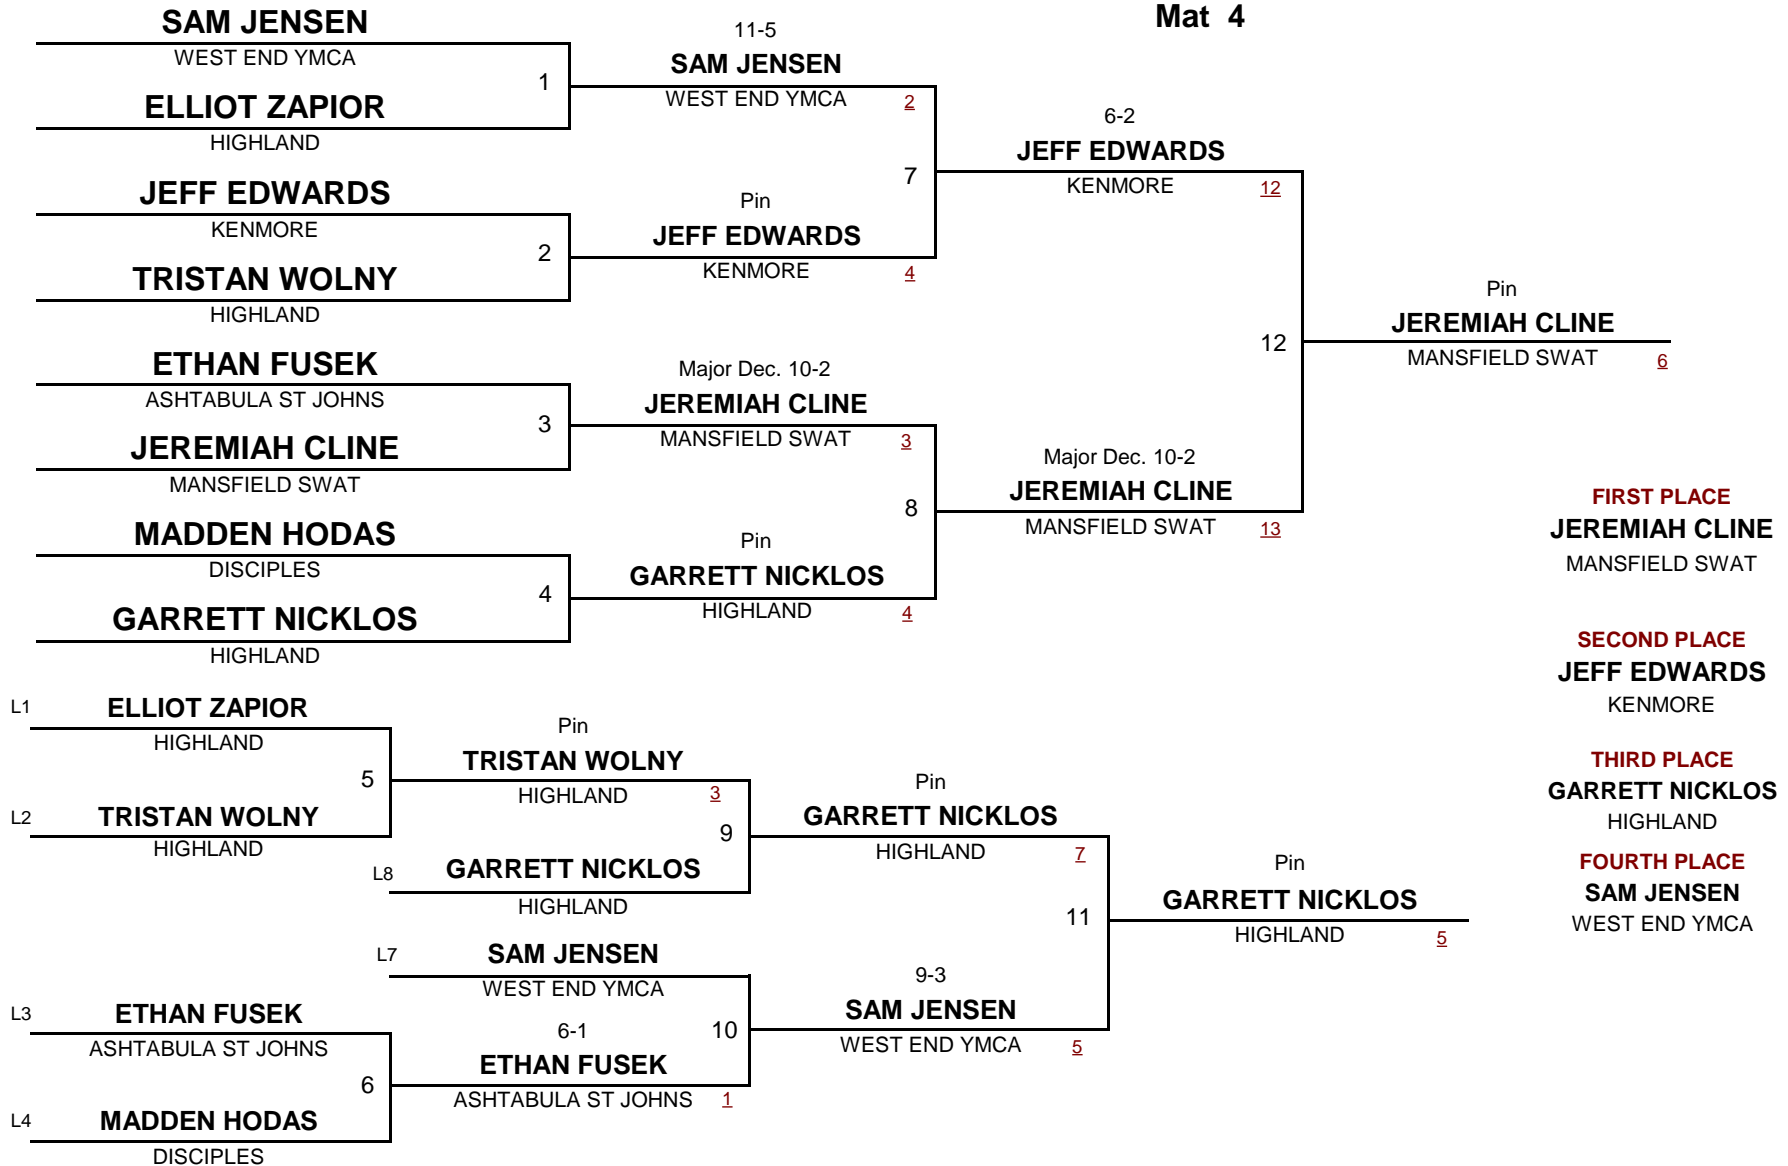 Mat 4
SAM JENSEN
WEST END YMCA
1
ELLIOT ZAPIOR
HIGHLAND
JEFF EDWARDS
KENMORE
2
TRISTAN WOLNY
HIGHLAND
ETHAN FUSEK
ASHTABULA ST JOHNS
3
JEREMIAH CLINE
MANSFIELD SWAT
MADDEN HODAS
DISCIPLES
4
GARRETT NICKLOS
HIGHLAND
11-5
SAM JENSEN
WEST END YMCA 2
7
Pin
JEFF EDWARDS
KENMORE 4
Major Dec. 10-2
JEREMIAH CLINE
MANSFIELD SWAT 3
8
Pin
GARRETT NICKLOS
HIGHLAND 4
6-2
JEFF EDWARDS
KENMORE 12
12
Major Dec. 10-2
JEREMIAH CLINE
MANSFIELD SWAT 13
Pin
JEREMIAH CLINE
MANSFIELD SWAT 6
L1 ELLIOT ZAPIOR
HIGHLAND
5
L2 TRISTAN WOLNY
HIGHLAND
Pin
TRISTAN WOLNY
HIGHLAND 3
9
L8 GARRETT NICKLOS
HIGHLAND
L7 SAM JENSEN
WEST END YMCA
10
L3 ETHAN FUSEK
ASHTABULA ST JOHNS
6
L4 MADDEN HODAS
DISCIPLES
6-1
ETHAN FUSEK
ASHTABULA ST JOHNS 1
Pin
GARRETT NICKLOS
HIGHLAND 7
11
9-3
SAM JENSEN
WEST END YMCA 5
Pin
GARRETT NICKLOS
HIGHLAND 5
FIRST PLACE
JEREMIAH CLINE
MANSFIELD SWAT
SECOND PLACE
JEFF EDWARDS
KENMORE
THIRD PLACE
GARRETT NICKLOS
HIGHLAND
FOURTH PLACE
SAM JENSEN
WEST END YMCA